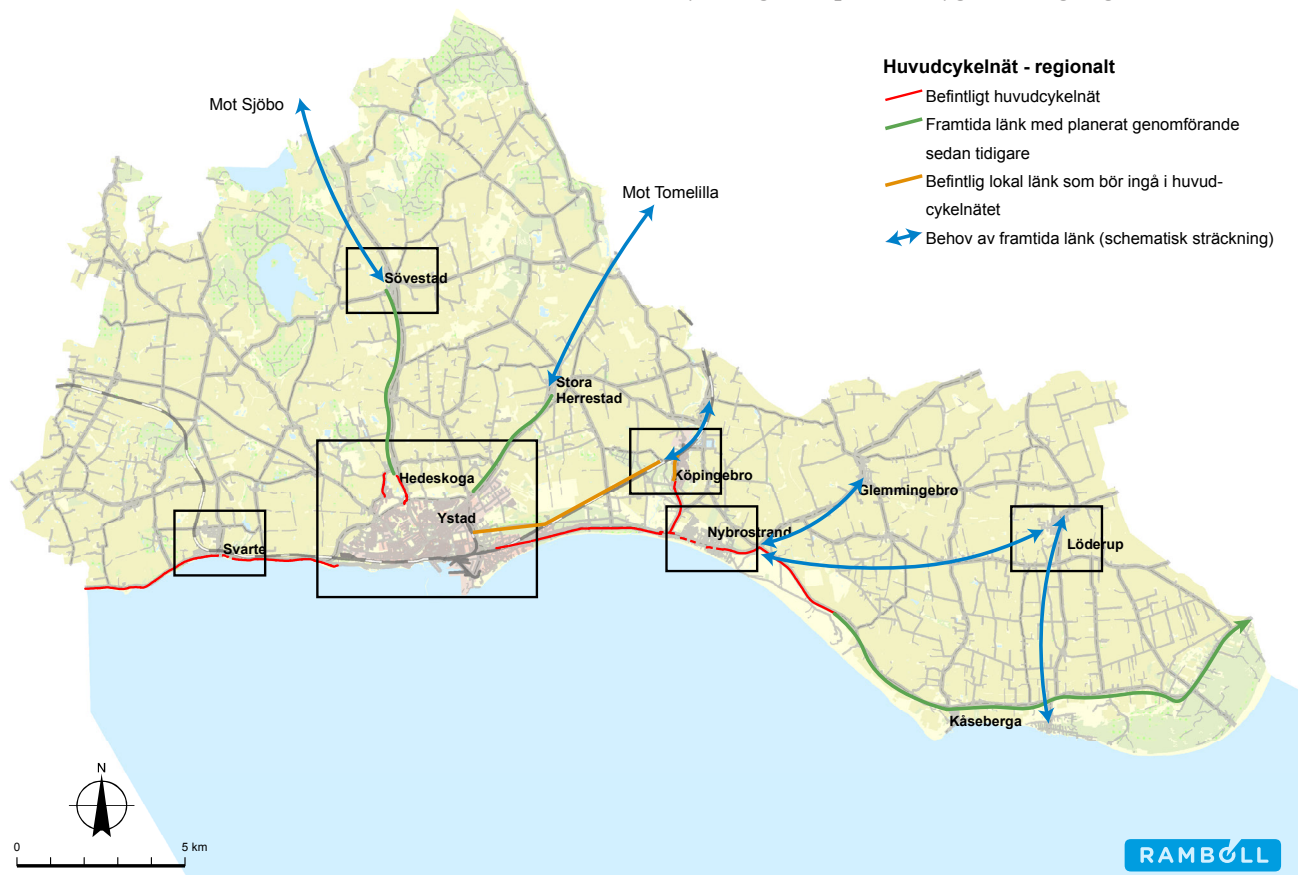 Huvudcykelnät - regionalt
Befintligt huvudcykelnät
Framtida länk med planerat genomförande
sedan tidigare
Befintlig lokal länk som bör ingå i huvud-
cykelnätet
Behov av framtida länk (schematisk sträckning)
Mot Sjöbo
Mot Tomelilla
Sövestad
Stora
Herrestad
Hedeskoga
Köpingebro
Glemmingebro
Ystad
Nybrostrand
Svarte
Löderup
Kåseberga
N
0
5 km
RAMBOLL